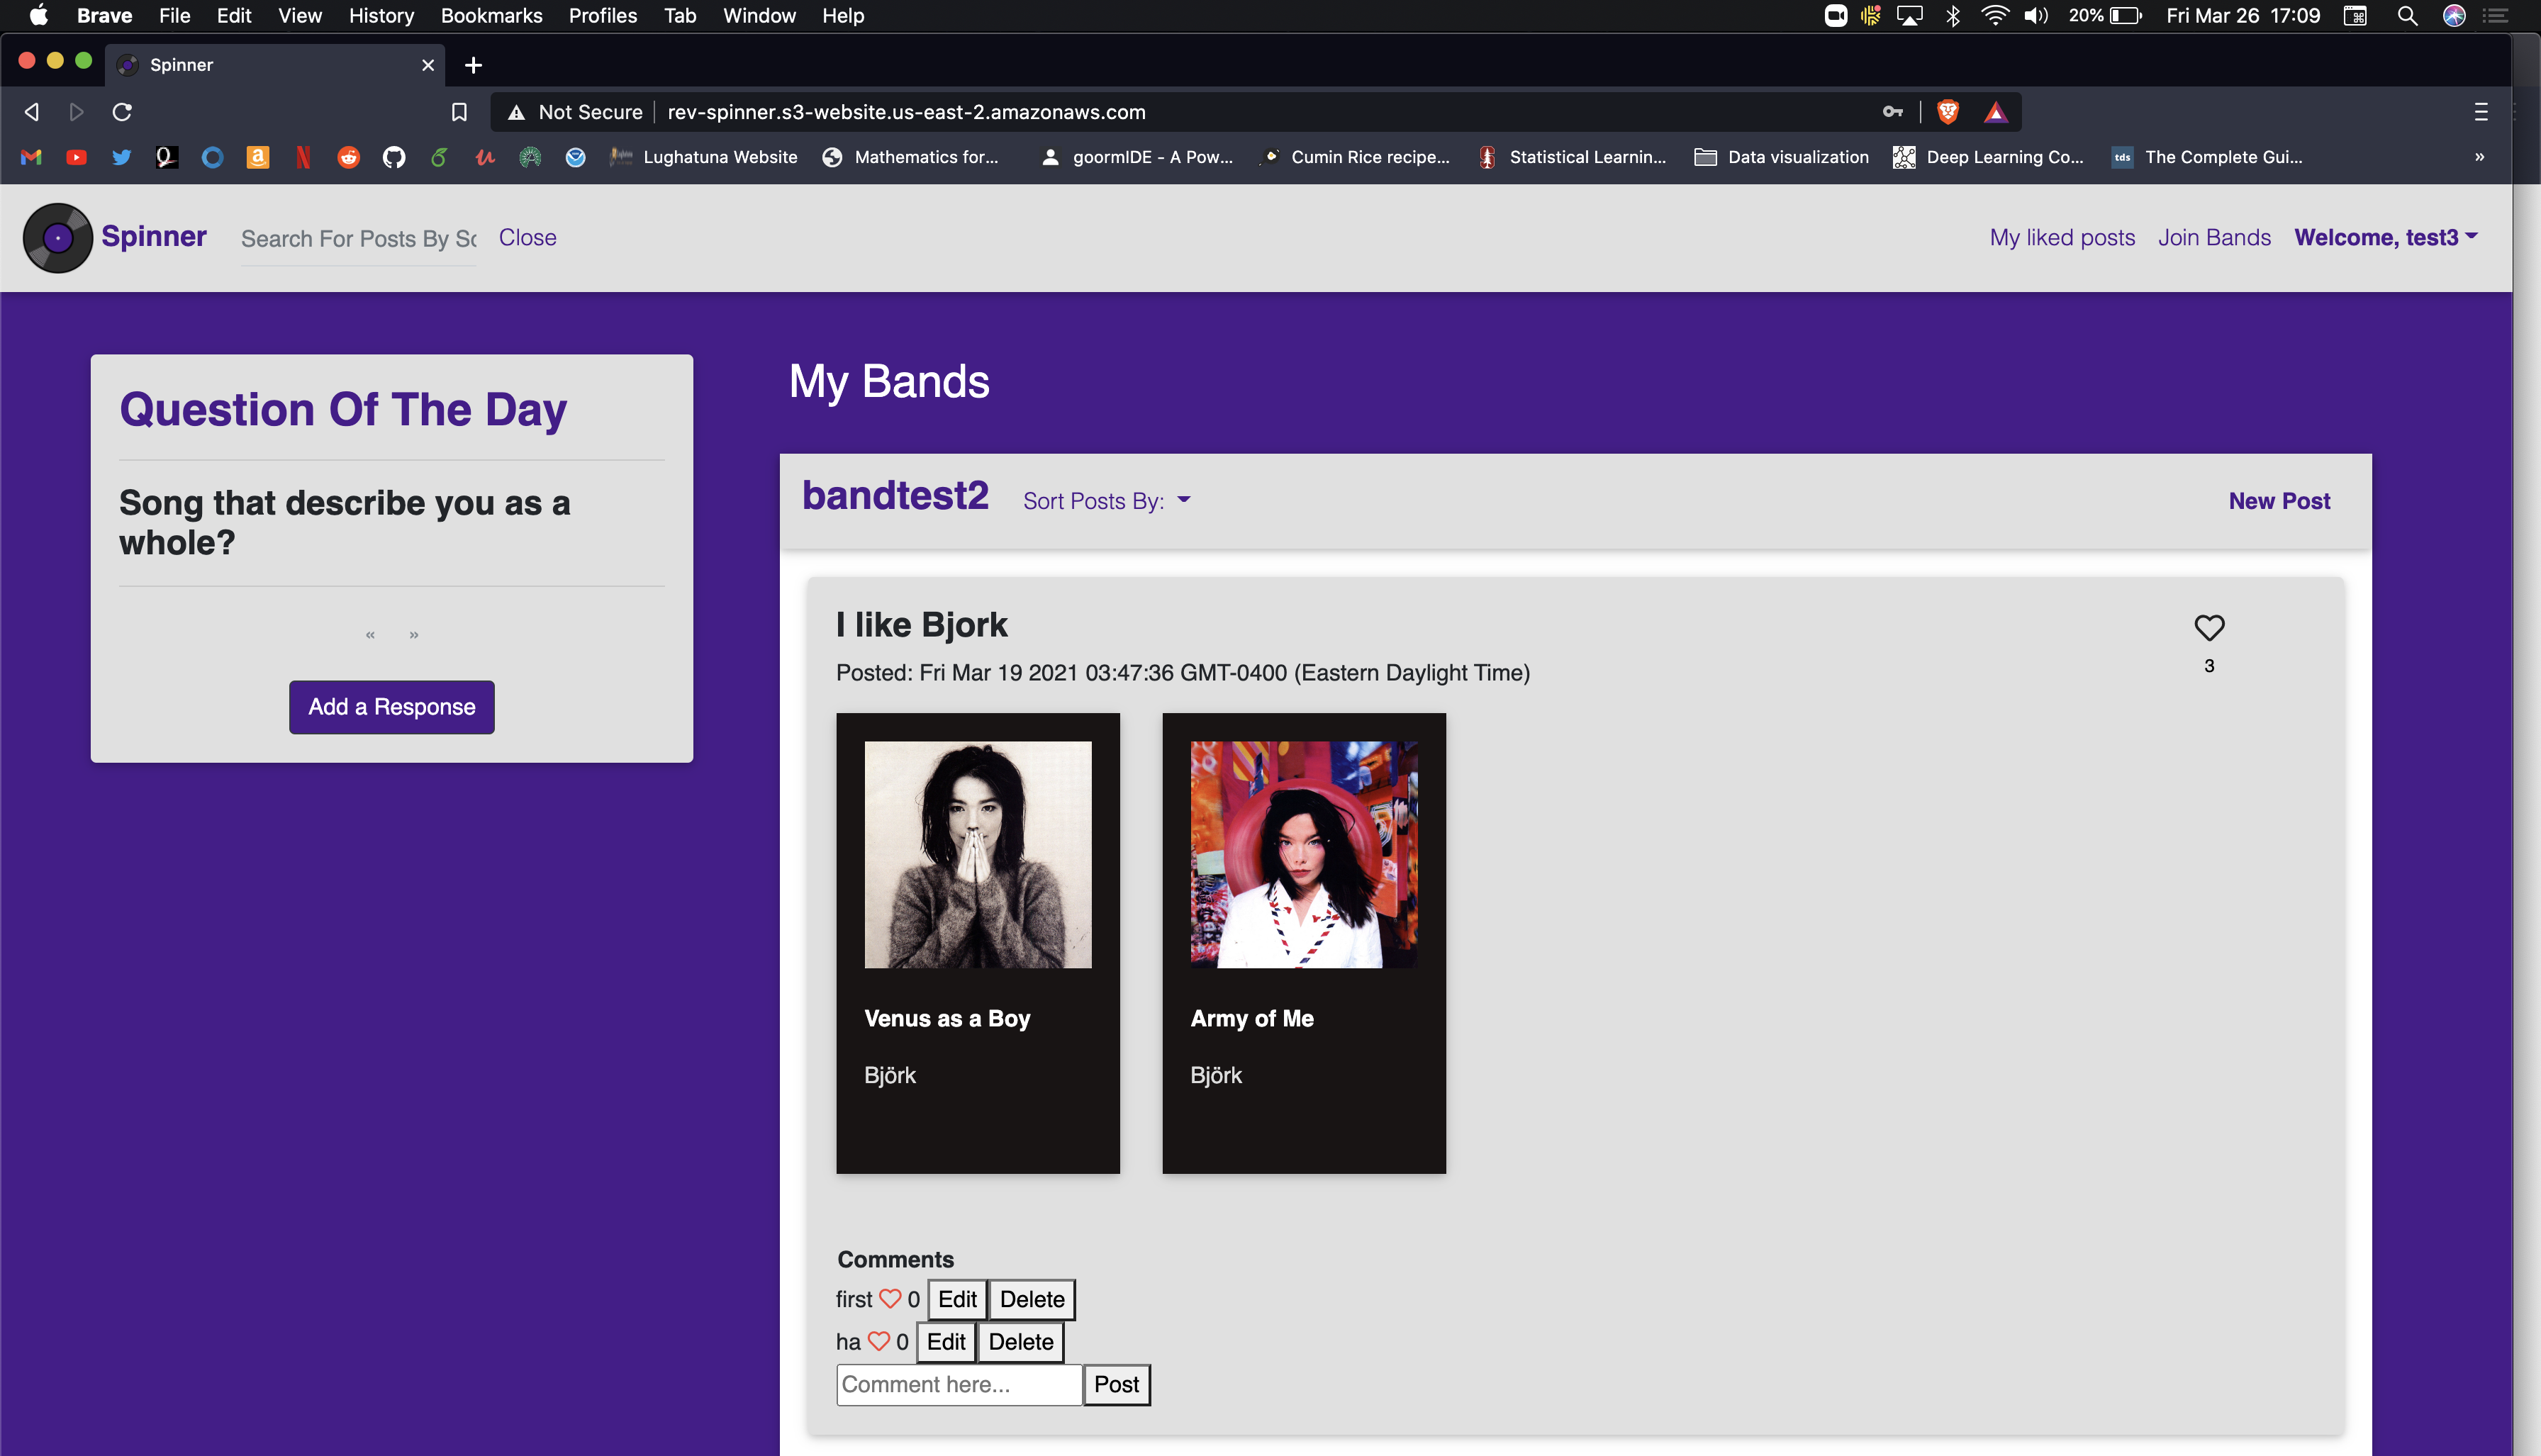 Brave File Edit View History Bookmarks Profiles Tab Window Help 20% Fri Mar 26 17:09
Spinner
Not Secure rev-spinner.s3-website.us-east-2.amazonaws.com
Lughatuna Website Mathematics for... goormIDE - A Pow... Cumin Rice recipe... Statistical Learnin... Data visualization Deep Learning Co... tds The Complete Gui... »
Spinner Search For Posts By Sc Close My liked posts Join Bands Welcome, test3
Question Of The Day
Song that describe you as a
whole?
« »
Add a Response
My Bands
bandtest2 Sort Posts By: New Post
I like Bjork
3
Posted: Fri Mar 19 2021 03:47:36 GMT-0400 (Eastern Daylight Time)
Venus as a Boy
Björk
Army of Me
Björk
Comments
first 0 Edit Delete
ha 0 Edit Delete
Comment here... Post